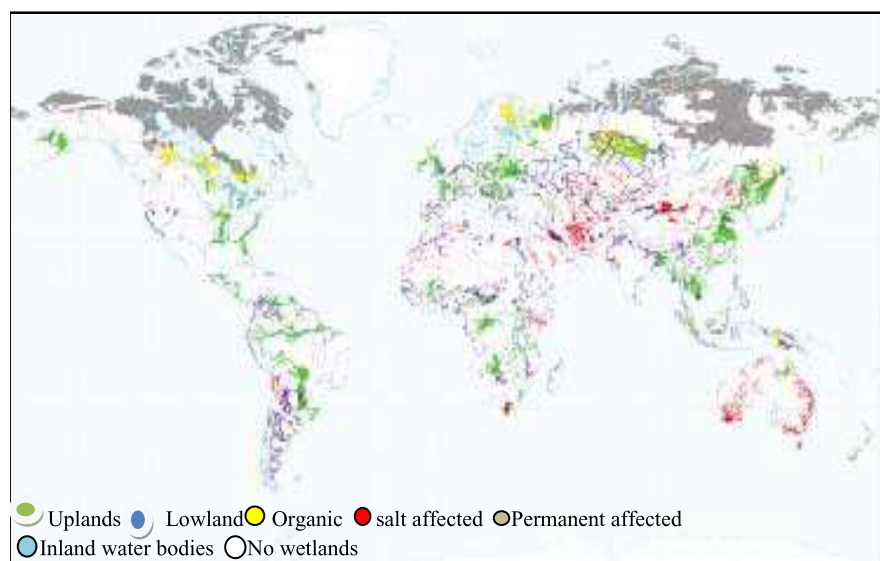 Uplands Lowland Organic salt affected Permanent affected
Inland water bodies No wetlands